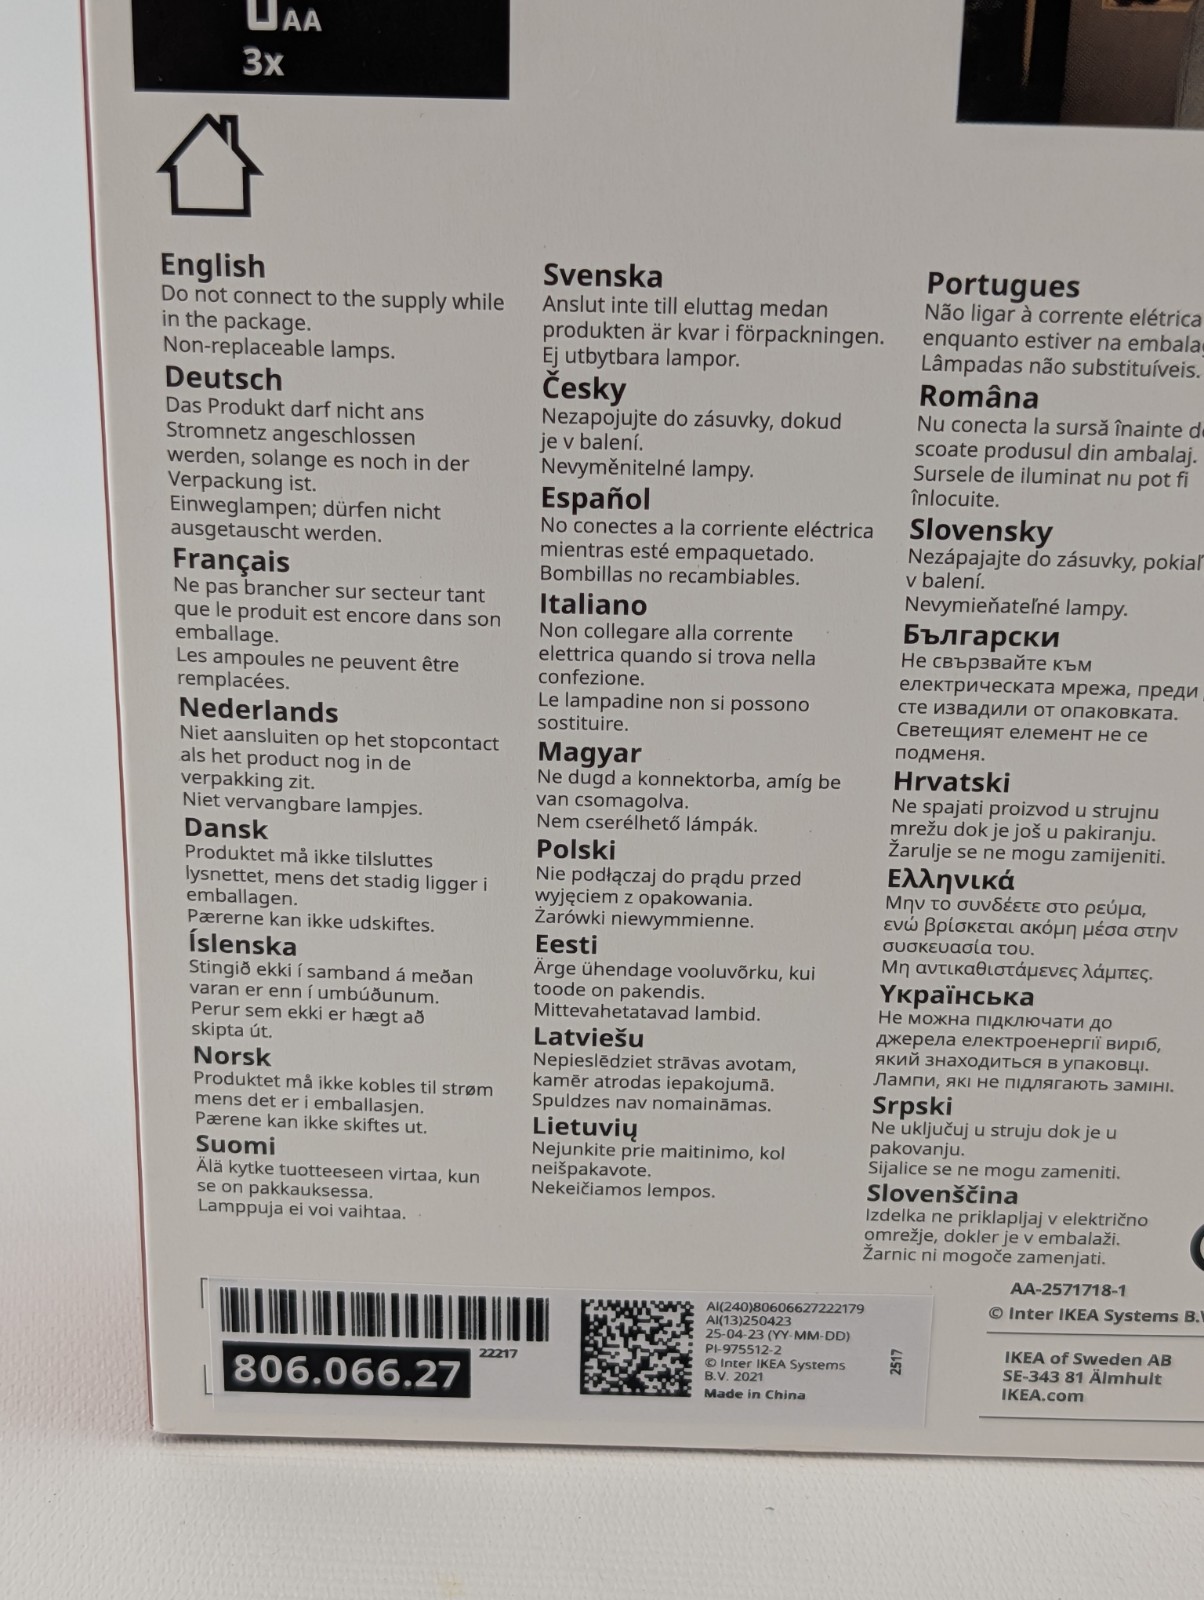 AA
3x
English
Do not connect to the supply while
in the package.
Non-replaceable lamps.
Deutsch
Das Produkt darf nicht ans
Stromnetz angeschlossen
werden, solange es noch in der
Verpackung ist.
Einweglampen; dürfen nicht
ausgetauscht werden.
Français
Ne pas brancher sur secteur tant
que le produit est encore dans son
emballage.
Les ampoules ne peuvent être
remplacées.
Nederlands
Niet aansluiten op het stopcontact
als het product nog in de
verpakking zit.
Niet vervangbare lampjes.
Dansk
Produktet må ikke tilsluttes
lysnettet, mens det stadig ligger i
emballagen.
Pærerne kan ikke udskiftes.
Íslenska
Stingið ekki í samband á meðan
varan er enn í umbúðunum.
Perur sem ekki er hægt að
skipta út.
Norsk
Produktet må ikke kobles til strøm
mens det er i emballasjen.
Pærene kan ikke skiftes ut.
Suomi
Älä kytke tuotteeseen virtaa, kun
se on pakkauksessa.
Lamppuja ei voi vaihtaa.
Svenska
Anslut inte till eluttag medan
produkten är kvar i förpackningen.
Ej utbytbara lampor.
Česky
Nezapojujte do zásuvky, dokud
je v balení.
Nevyměnitelné lampy.
Español
No conectes a la corriente eléctrica
mientras esté empaquetado.
Bombillas no recambiables.
Italiano
Non collegare alla corrente
elettrica quando si trova nella
confezione.
Le lampadine non si possono
sostituire.
Magyar
Ne dugd a konnektorba, amíg be
van csomagolva.
Nem cserélhető lámpák.
Polski
Nie podłączaj do prądu przed
wyjęciem z opakowania.
Żarówki niewymmienne.
Eesti
Ärge ühendage vooluvõrku, kui
toode on pakendis.
Mittevahetatavad lambid.
Latviešu
Nepieslēdziet strāvas avotam,
kamēr atrodas iepakojumā.
Spuldzes nav nomaināmas.
Lietuvių
Nejunkite prie maitinimo, kol
neišpakavote.
Nekeičiamos lempos.
Portugues
Não ligar à corrente elétrica
enquanto estiver na
Lâmpadas não substituíveis.
Româna
Nu conecta la sursă înainte
scoate produsul din ambalaj.
Sursele de iluminat nu pot fi
înlocuite.
Slovensky
Nezápajajte do zásuvky, pokiaľ
v balení.
Nevymieňateľné lampy.
Български
Не свързвайте към
електрическата мрежа, преди
сте извадили от опаковката.
Светещият елемент не се
подменя.
Hrvatski
Ne spajati proizvod u strujnu
mrežu dok je još u pakiranju.
Žarulje se ne mogu zamijeniti.
Ελληνικά
Μην το συνδέετε στο ρεύμα,
ενώ βρίσκεται ακόμη μέσα στην
συσκευασία του.
Μη αντικαθιστάμενες λάμπες.
Українська
Не можна підключати до
джерела електроенергії виріб,
який знаходиться в упаковці.
Лампи, які не підлягають заміні.
Srpski
Ne uključuj u struju dok je u
pakovanju.
Sijalice se ne mogu zameniti.
Slovenščina
Izdelka ne priklapljaj v električno
omrežje, dokler je v embalaži.
Žarnic ni mogoče zamenjati.
22217
806.066.27
AI(240)80606627222179
AI(13)250423
25-04-23 (YY-MM-DD)
PI-975512-2
© Inter IKEA Systems
B.V. 2021
Made in China
2517
AA-2571718-1
© Inter IKEA Systems
IKEA of Sweden AB
SE-343 81 Älmhult
IKEA.com